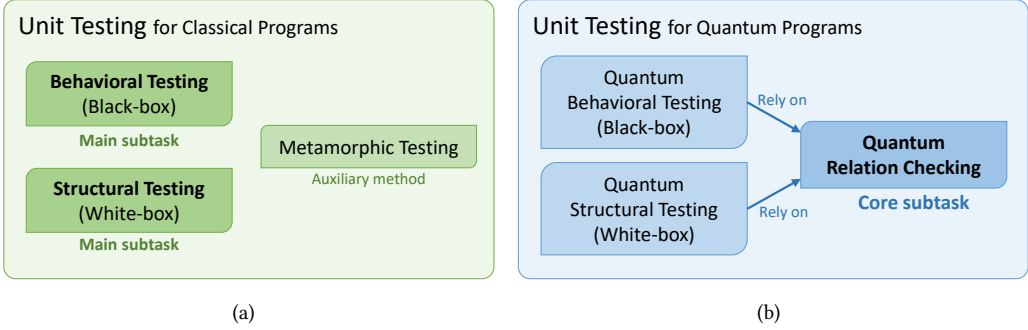 Unit Testing for Classical Programs
Behavioral Testing
(Black-box)
Main subtask
Structural Testing
(White-box)
Main subtask
Metamorphic Testing
Auxiliary method
(a)
Unit Testing for Quantum Programs
Quantum
Behavioral Testing
(Black-box)
Rely on
Quantum
Structural Testing
(White-box)
Rely on
Quantum
Relation Checking
Core subtask
(b)